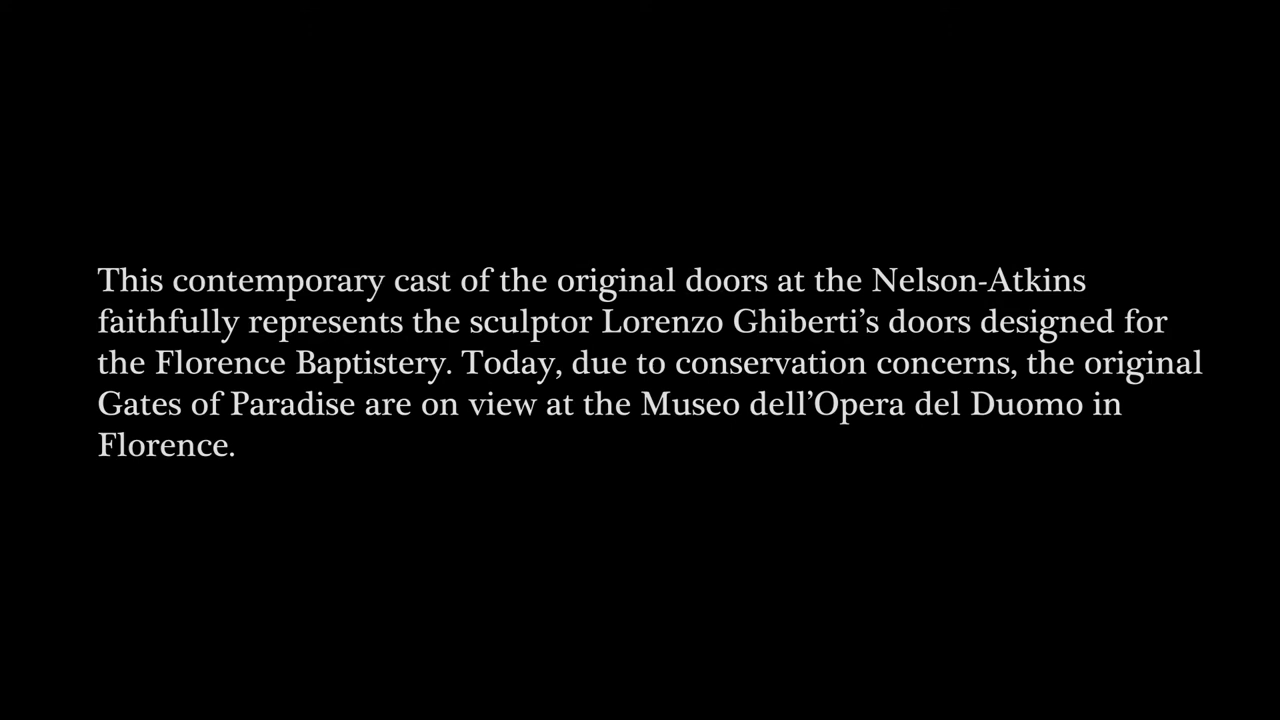 This contemporary cast of the original doors at the Nelson-Atkins
faithfully represents the sculptor Lorenzo Ghiberti’s doors designed for
the Florence Baptistery. Today, due to conservation concerns, the original
Gates of Paradise are on view at the Museo dell’Opera del Duomo in
Florence.